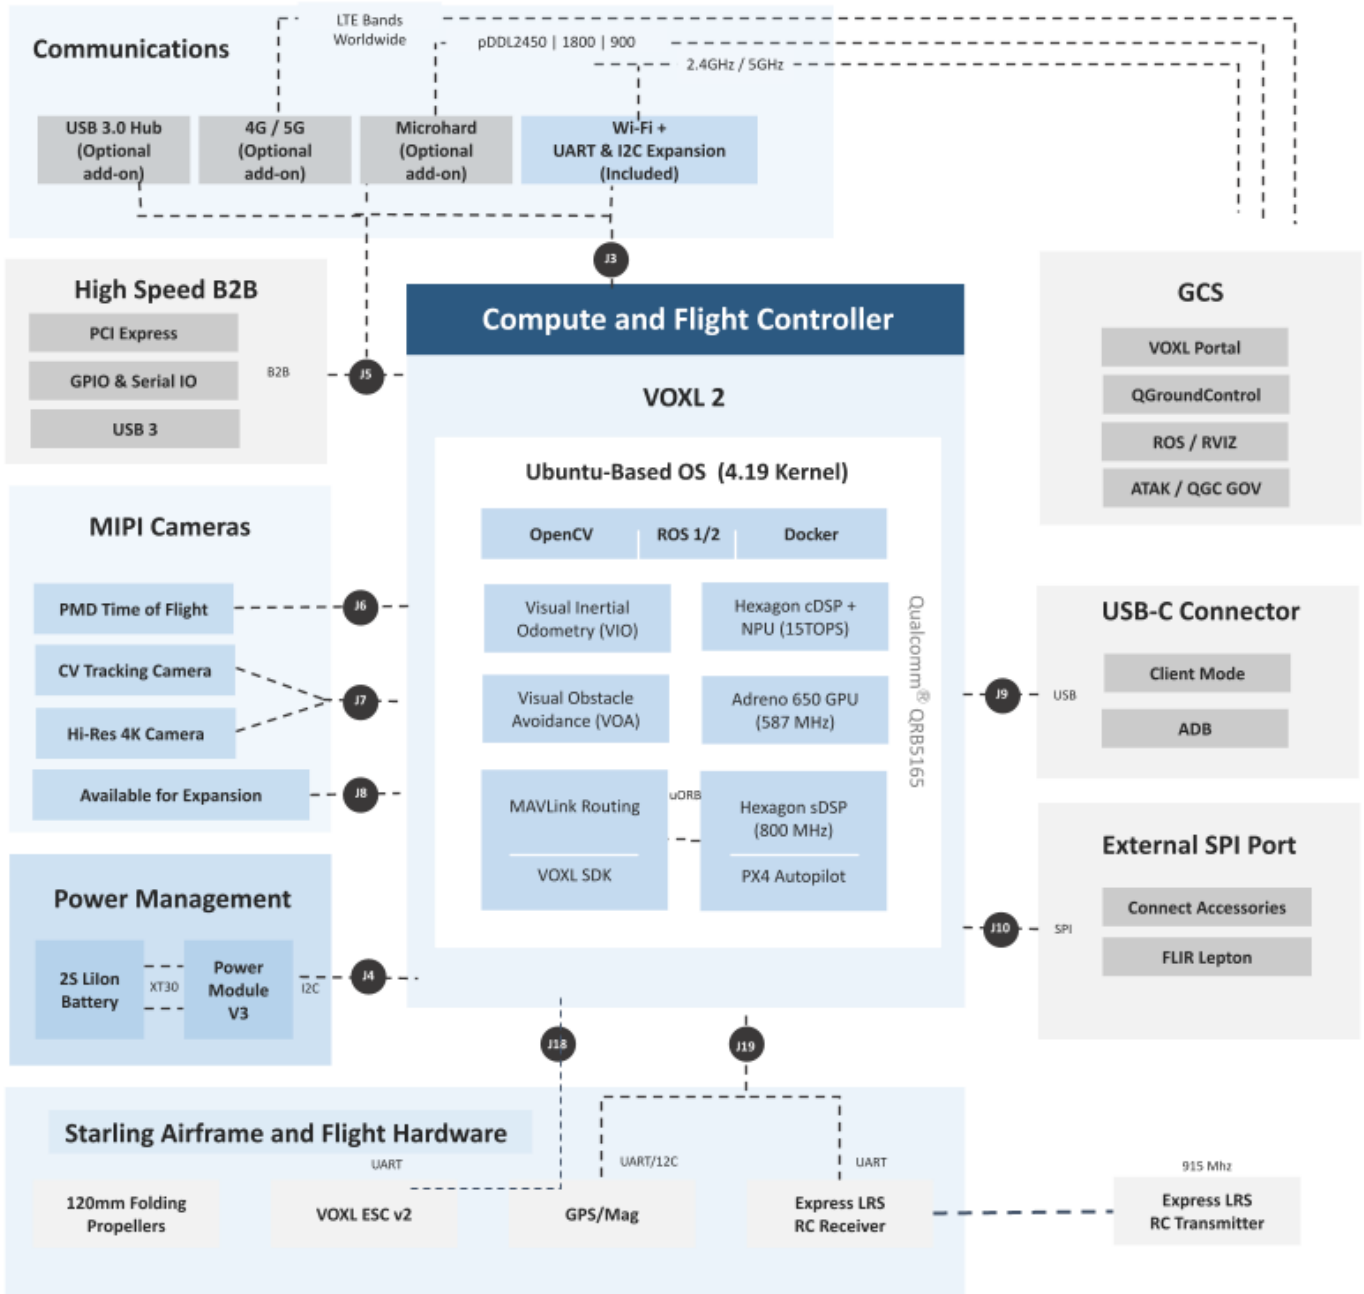 LTE Bands
Worldwide
Communications
pDDL2450 | 1800 | 900
2.4GHz / 5GHz
USB 3.0 Hub
(Optional
add-on)
4G / 5G
(Optional
add-on)
Microhard
(Optional
add-on)
Wi-Fi +
UART & I2C Expansion
(Included)
J3
High Speed B2B
PCI Express
GPIO & Serial IO
USB 3
B2B
J5
Compute and Flight Controller
VOXL 2
Ubuntu-Based OS (4.19 Kernel)
OpenCV
ROS 1/2
Docker
Visual Inertial
Odometry (VIO)
Hexagon cDSP +
NPU (15TOPS)
Visual Obstacle
Avoidance (VOA)
Adreno 650 GPU
(587 MHz)
MAVLink Routing
VOXL SDK
uORB
Hexagon sDSP
(800 MHz)
PX4 Autopilot
Qualcomm® QRB5165
GCS
VOXL Portal
QGroundControl
ROS / RVIZ
ATAK / QGC GOV
MIPI Cameras
PMD Time of Flight
J6
CV Tracking Camera
Hi-Res 4K Camera
J7
Available for Expansion
J8
USB-C Connector
J9
USB
Client Mode
ADB
External SPI Port
J10
SPI
Connect Accessories
FLIR Lepton
Power Management
2S LiIon
Battery
XT30
Power
Module
V3
I2C
J4
J18
J19
Starling Airframe and Flight Hardware
UART
UART/12C
UART
915 Mhz
120mm Folding
Propellers
VOXL ESC v2
GPS/Mag
Express LRS
RC Receiver
Express LRS
RC Transmitter